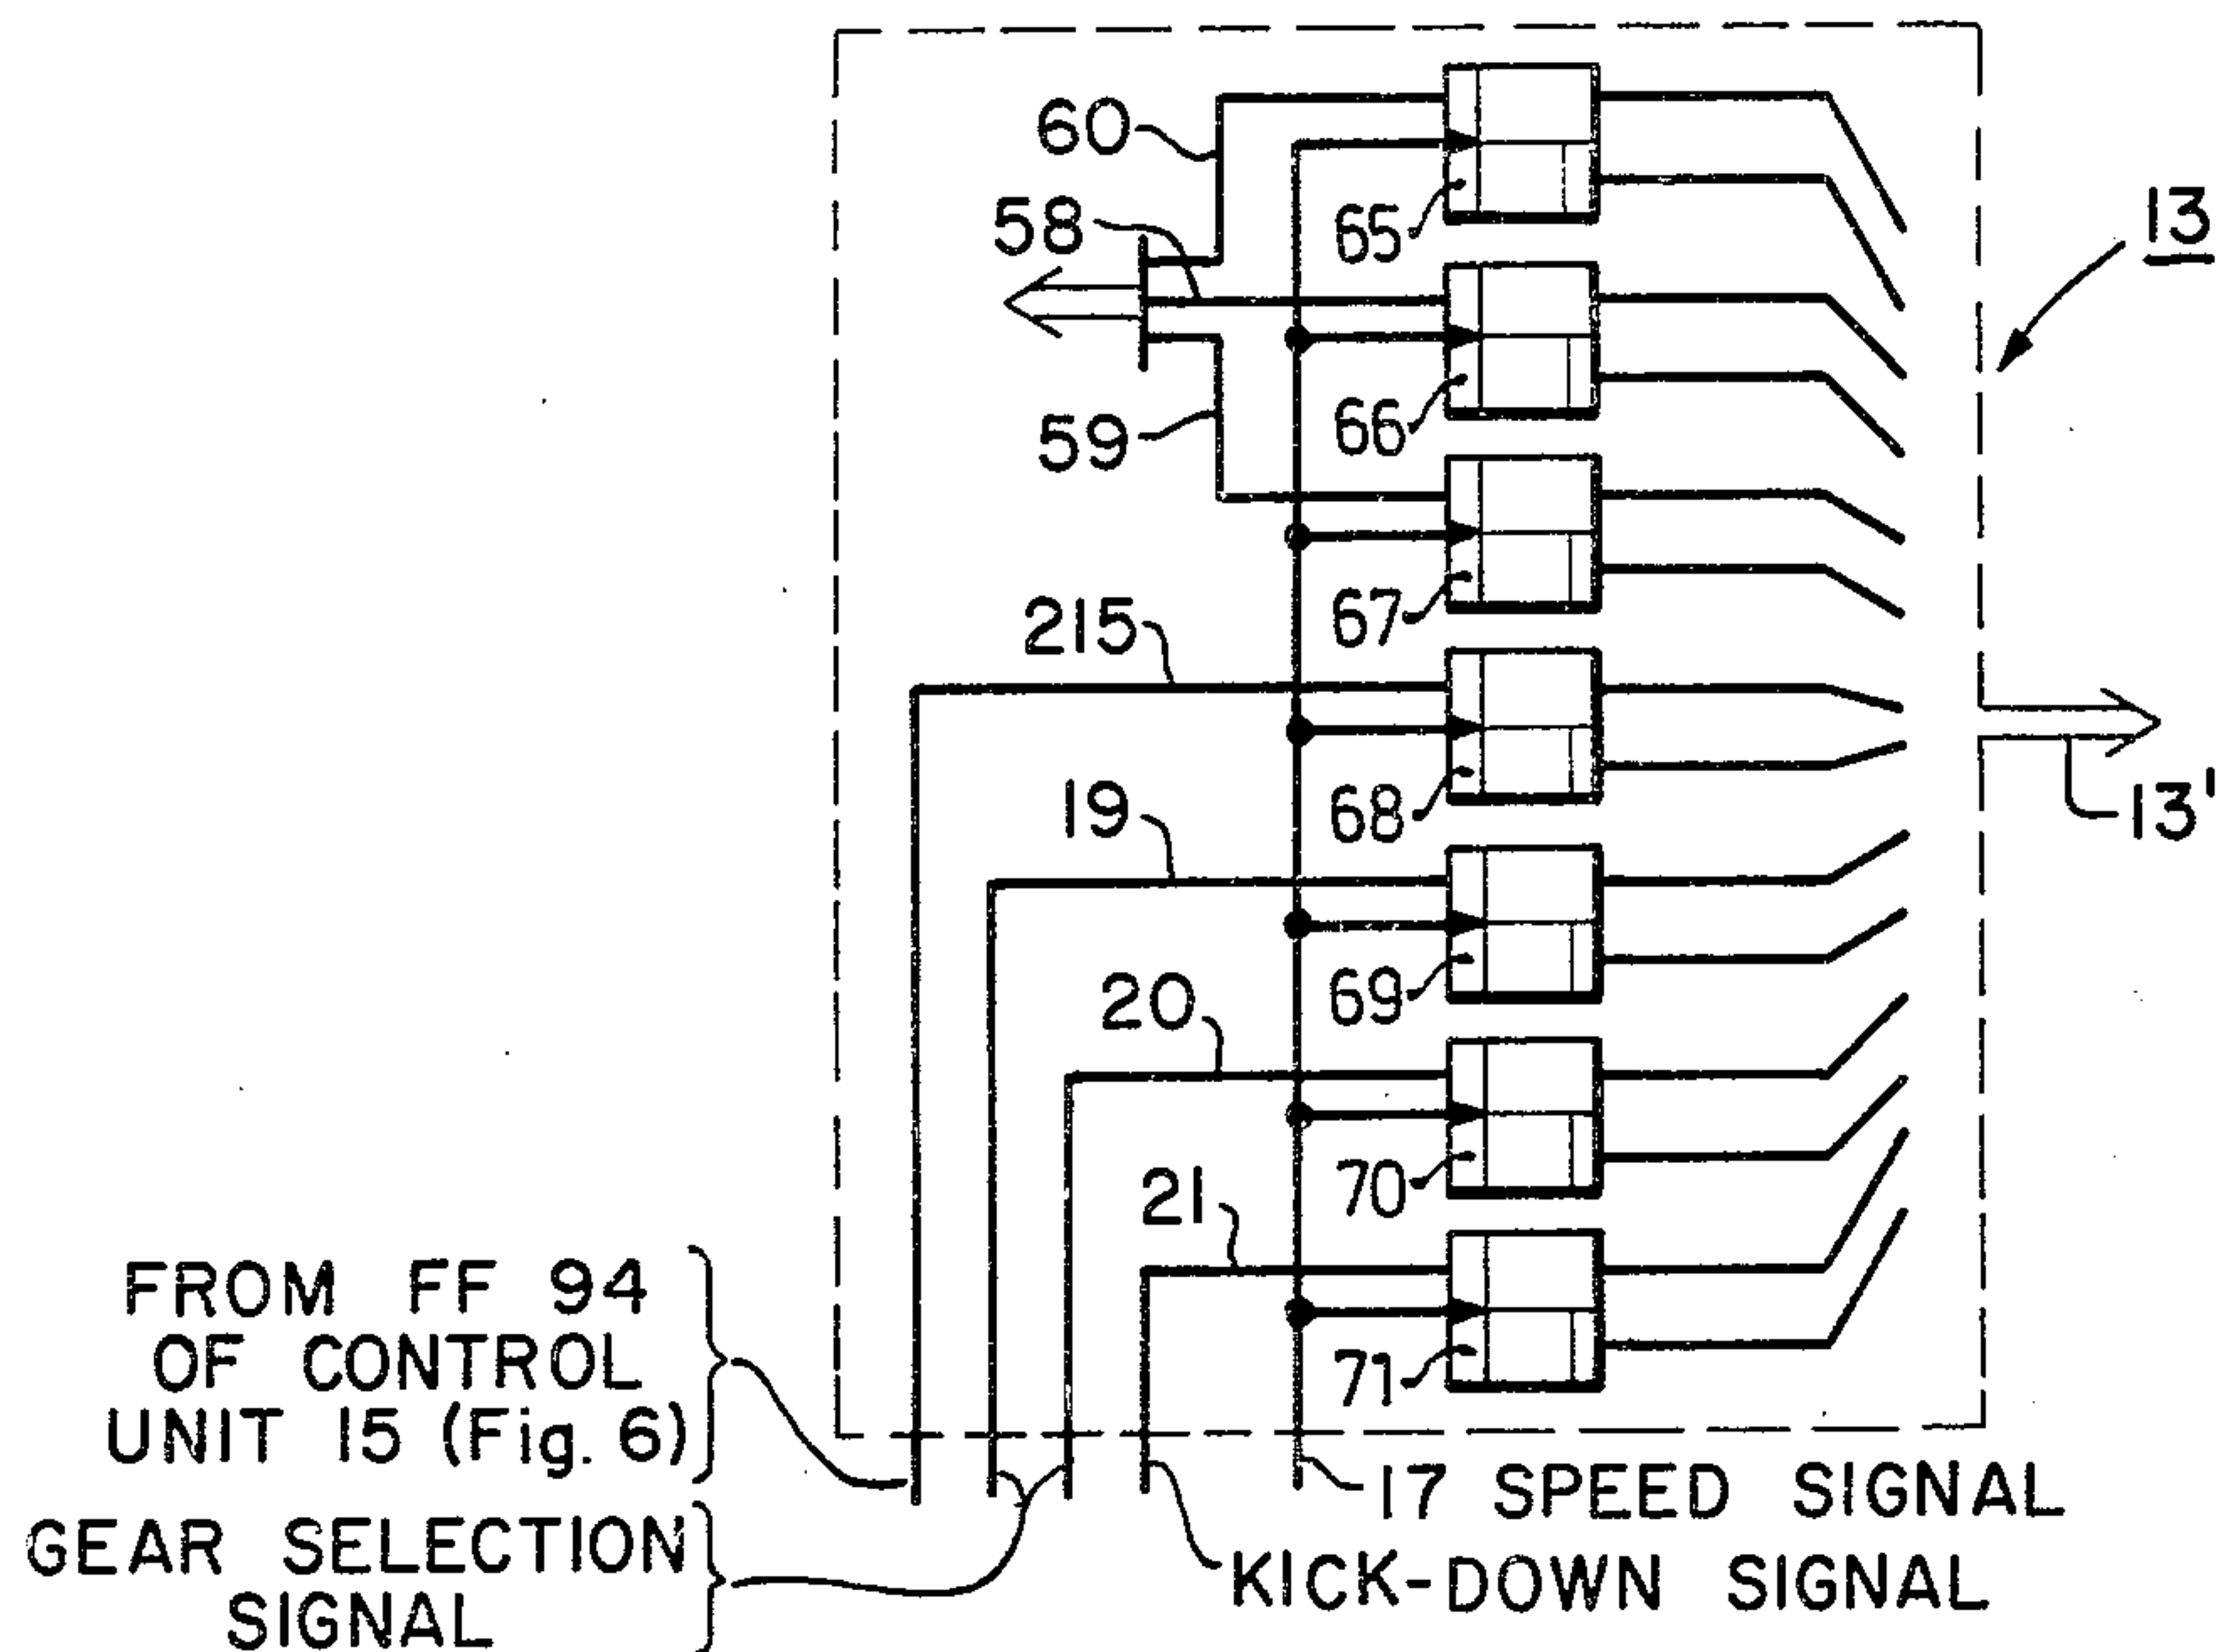 60
58
65
13
59
66
215
67
19
68
13'
20
69
21
70
71
FROM FF 94
OF CONTROL
UNIT 15 (Fig. 6)
17 SPEED SIGNAL
GEAR SELECTION
SIGNAL
KICK-DOWN SIGNAL